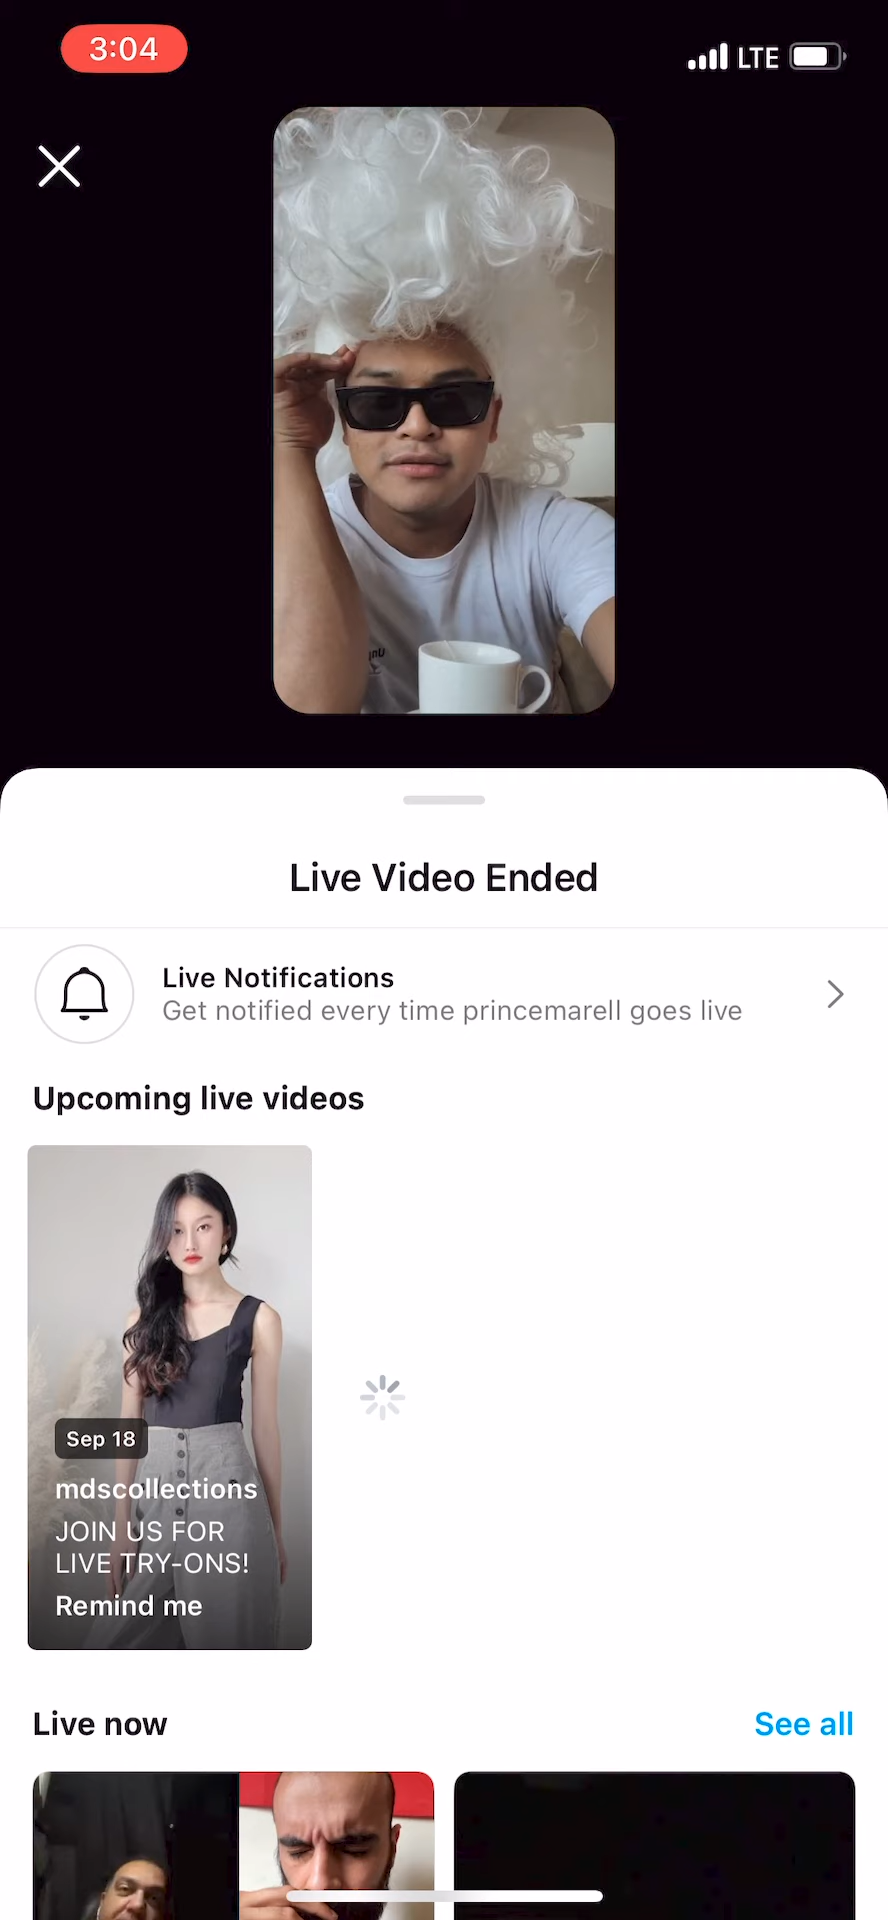 3:04
LTE
Live Video Ended
Live Notifications
Get notified every time princemarell goes live
Upcoming live videos
Sep 18
mdscollections
JOIN US FOR
LIVE TRY-ONS!
Remind me
Live now
See all